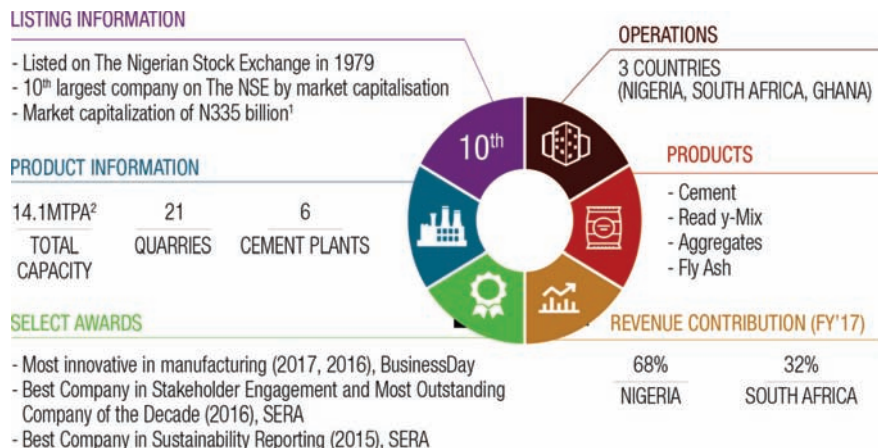 LISTING INFORMATION
- Listed on The Nigerian Stock Exchange in 1979
- 10th largest company on The NSE by market capitalisation
- Market capitalization of N335 billion¹
OPERATIONS
3 COUNTRIES
(NIGERIA, SOUTH AFRICA, GHANA)
10th
PRODUCT INFORMATION
14.1MTPA²
TOTAL
CAPACITY
21
QUARRIES
6
CEMENT PLANTS
PRODUCTS
- Cement
- Read y-Mix
- Aggregates
- Fly Ash
SELECT AWARDS
- Most innovative in manufacturing (2017, 2016), BusinessDay
- Best Company in Stakeholder Engagement and Most Outstanding
Company of the Decade (2016), SERA
- Best Company in Sustainability Reporting (2015), SERA
REVENUE CONTRIBUTION (FY'17)
68%
NIGERIA
32%
SOUTH AFRICA